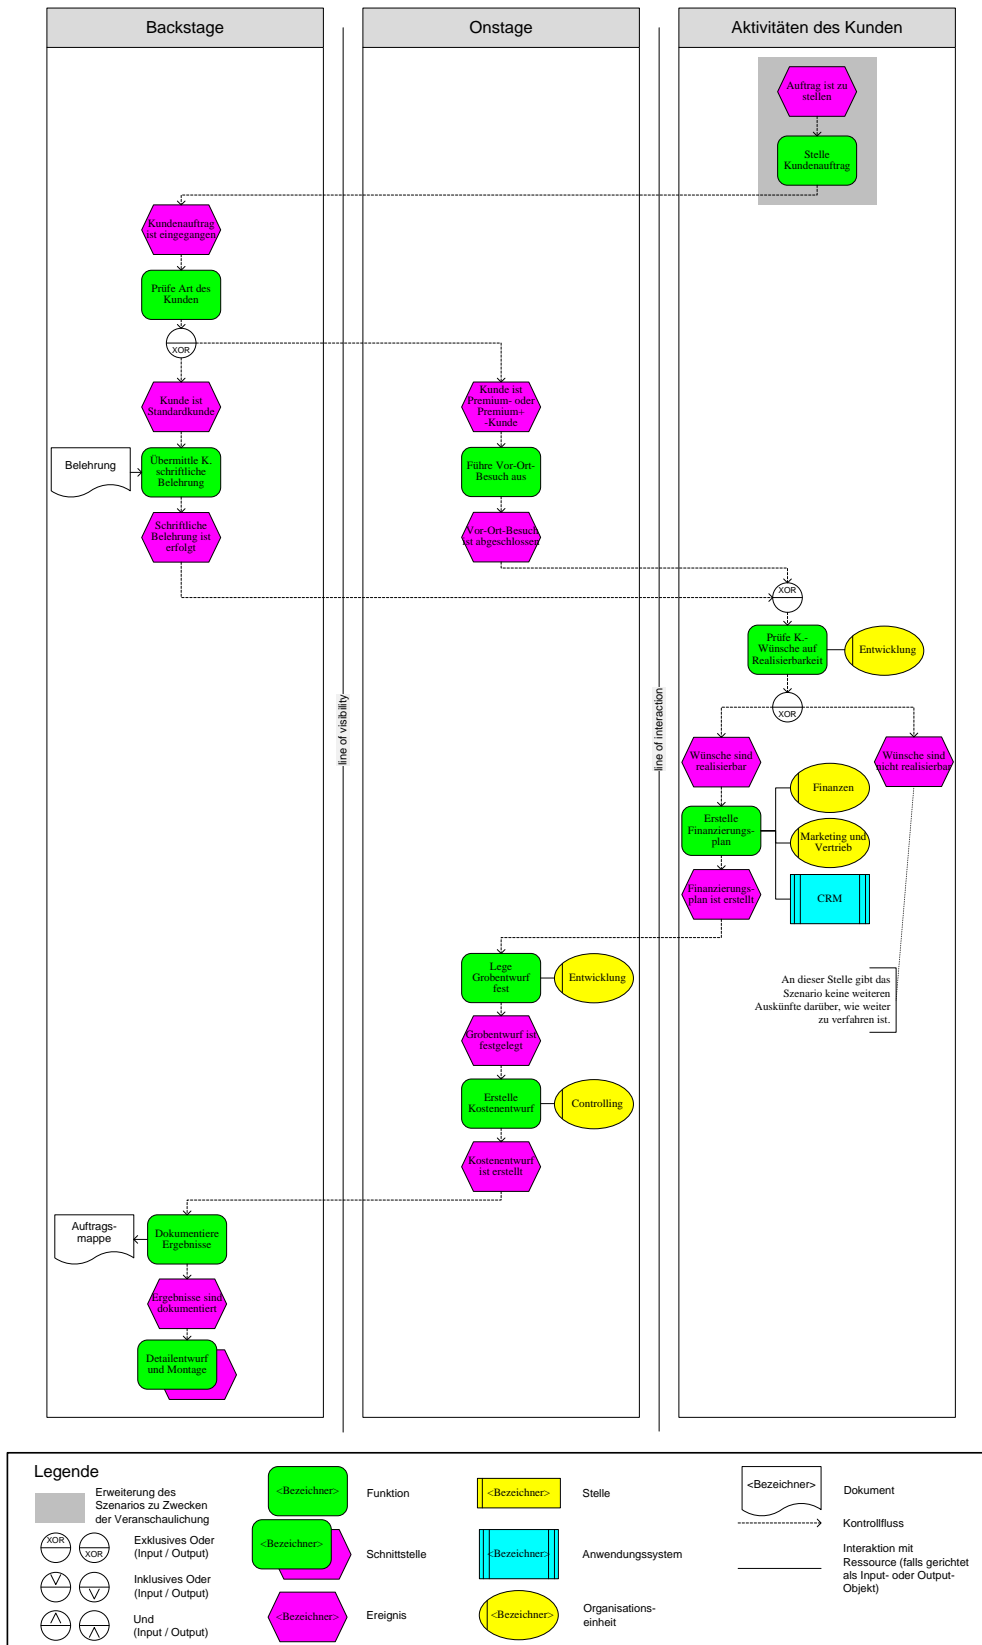 Backstage
Onstage
Aktivitäten des Kunden
Auftrag ist zu
stellen
Stelle
Kundenauftrag
Kundenauftrag
ist eingegangen
Prüfe Art des
Kunden
XOR
Kunde ist
Standardkunde
Kunde ist
Premium- oder
Premium+
-Kunde
Belehrung
Übermittle K.
schriftliche
Belehrung
Führe Vor-Ort-
Besuch aus
Schriftliche
Belehrung ist
erfolgt
Vor-Ort-Besuch
ist abgeschlossen
XOR
Prüfe K.-
Wünsche auf
Realisierbarkeit
Entwicklung
XOR
line of visibility
line of interaction
Wünsche sind
realisierbar
Wünsche sind
nicht realisierbar
Erstelle
Finanzierungs-
plan
Finanzen
Marketing und
Vertrieb
CRM
Finanzierungs-
plan ist erstellt
An dieser Stelle gibt das
Szenario keine weiteren
Auskünfte darüber, wie weiter
zu verfahren ist.
Lege
Grobentwurf
fest
Entwicklung
Grobentwurf ist
festgelegt
Erstelle
Kostenentwurf
Controlling
Kostenentwurf
ist erstellt
Auftrags-
mappe
Dokumentiere
Ergebnisse
Ergebnisse sind
dokumentiert
Detailentwurf
und Montage
Legende
Erweiterung des
Szenarios zu Zwecken
der Veranschaulichung
XOR
XOR
Exklusives Oder
(Input / Output)
Inklusives Oder
(Input / Output)
Und
(Input / Output)
<Bezeichner>
Funktion
<Bezeichner>
Schnittstelle
<Bezeichner>
Ereignis
<Bezeichner>
Stelle
<Bezeichner>
Anwendungssystem
<Bezeichner>
Organisations-
einheit
<Bezeichner>
Dokument
Kontrollfluss
Interaktion mit
Ressource (falls gerichtet
als Input- oder Output-
Objekt)